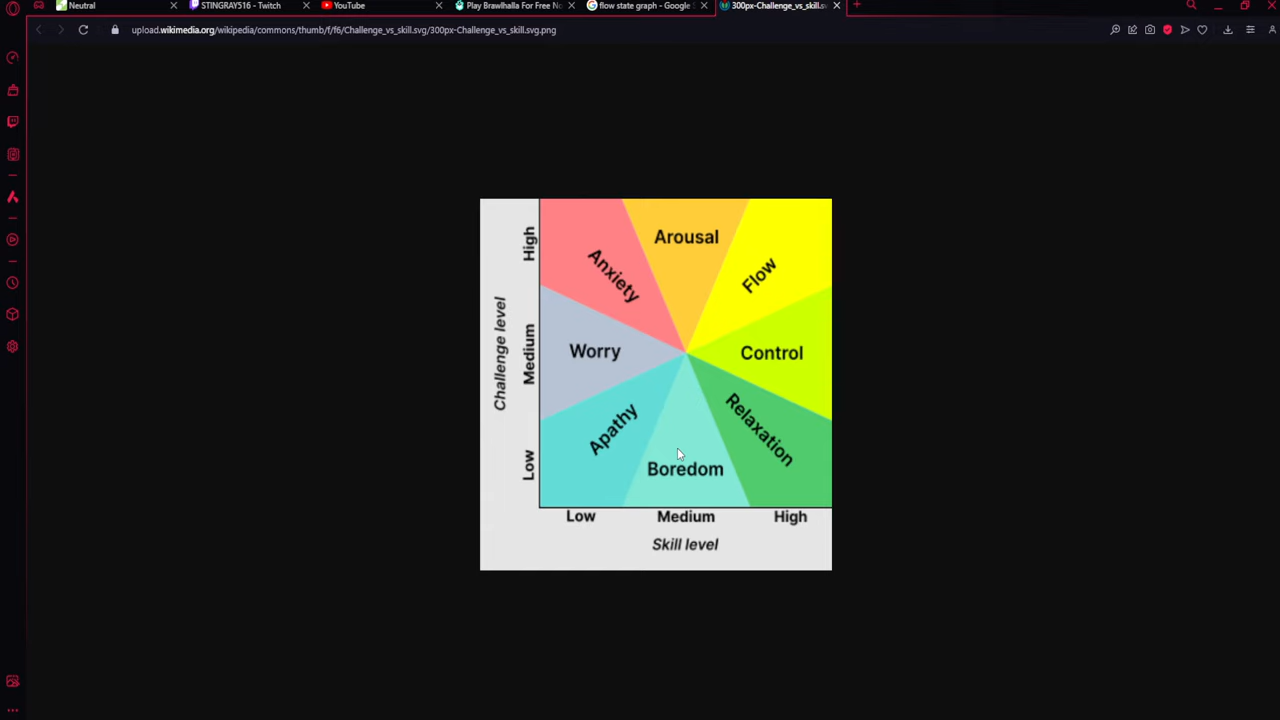 Neutral
STINGRAY516 - Twitch
YouTube
Play Brawlhalla For Free No
flow state graph - Google S
300px-Challenge_vs_skill.sv
upload.wikimedia.org/wikipedia/commons/thumb/f/f6/Challenge_vs_skill.svg/300px-Challenge_vs_skill.svg.png
Challenge level
High
Medium
Low
Anxiety
Arousal
Flow
Worry
Control
Apathy
Boredom
Relaxation
Low
Medium
High
Skill level